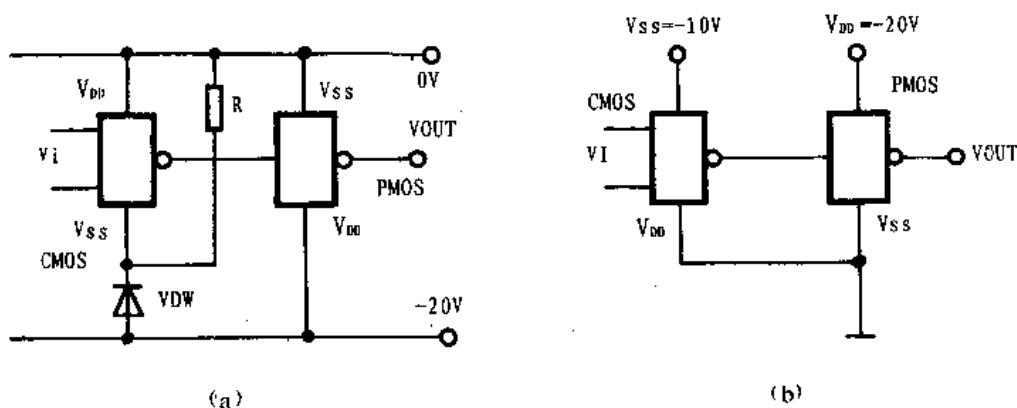 0V
VDD
VSS
R
VOUT
Vi
PMOS
VSS
VDD
CMOS
VDW
-20V
(a)
VSS=-10V
VDD=-20V
CMOS
PMOS
VI
VOUT
VDD
VSS
(b)